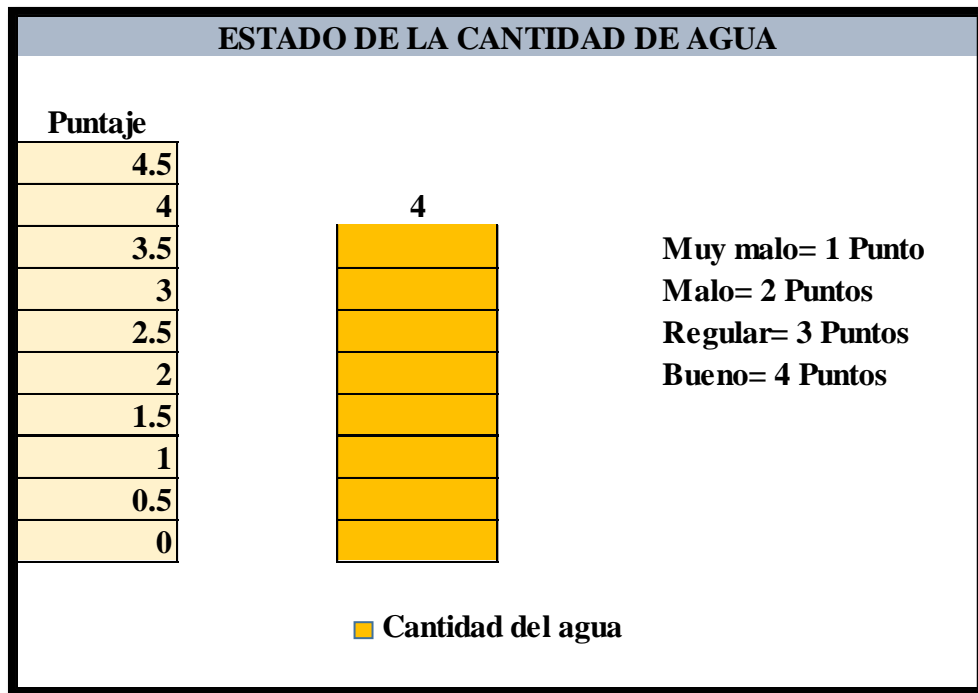 ESTADO DE LA CANTIDAD DE AGUA
Puntaje
4.5
4
4
3.5
Muy malo= 1 Punto
3
Malo= 2 Puntos
2.5
Regular= 3 Puntos
2
Bueno= 4 Puntos
1.5
1
0.5
0
Cantidad del agua